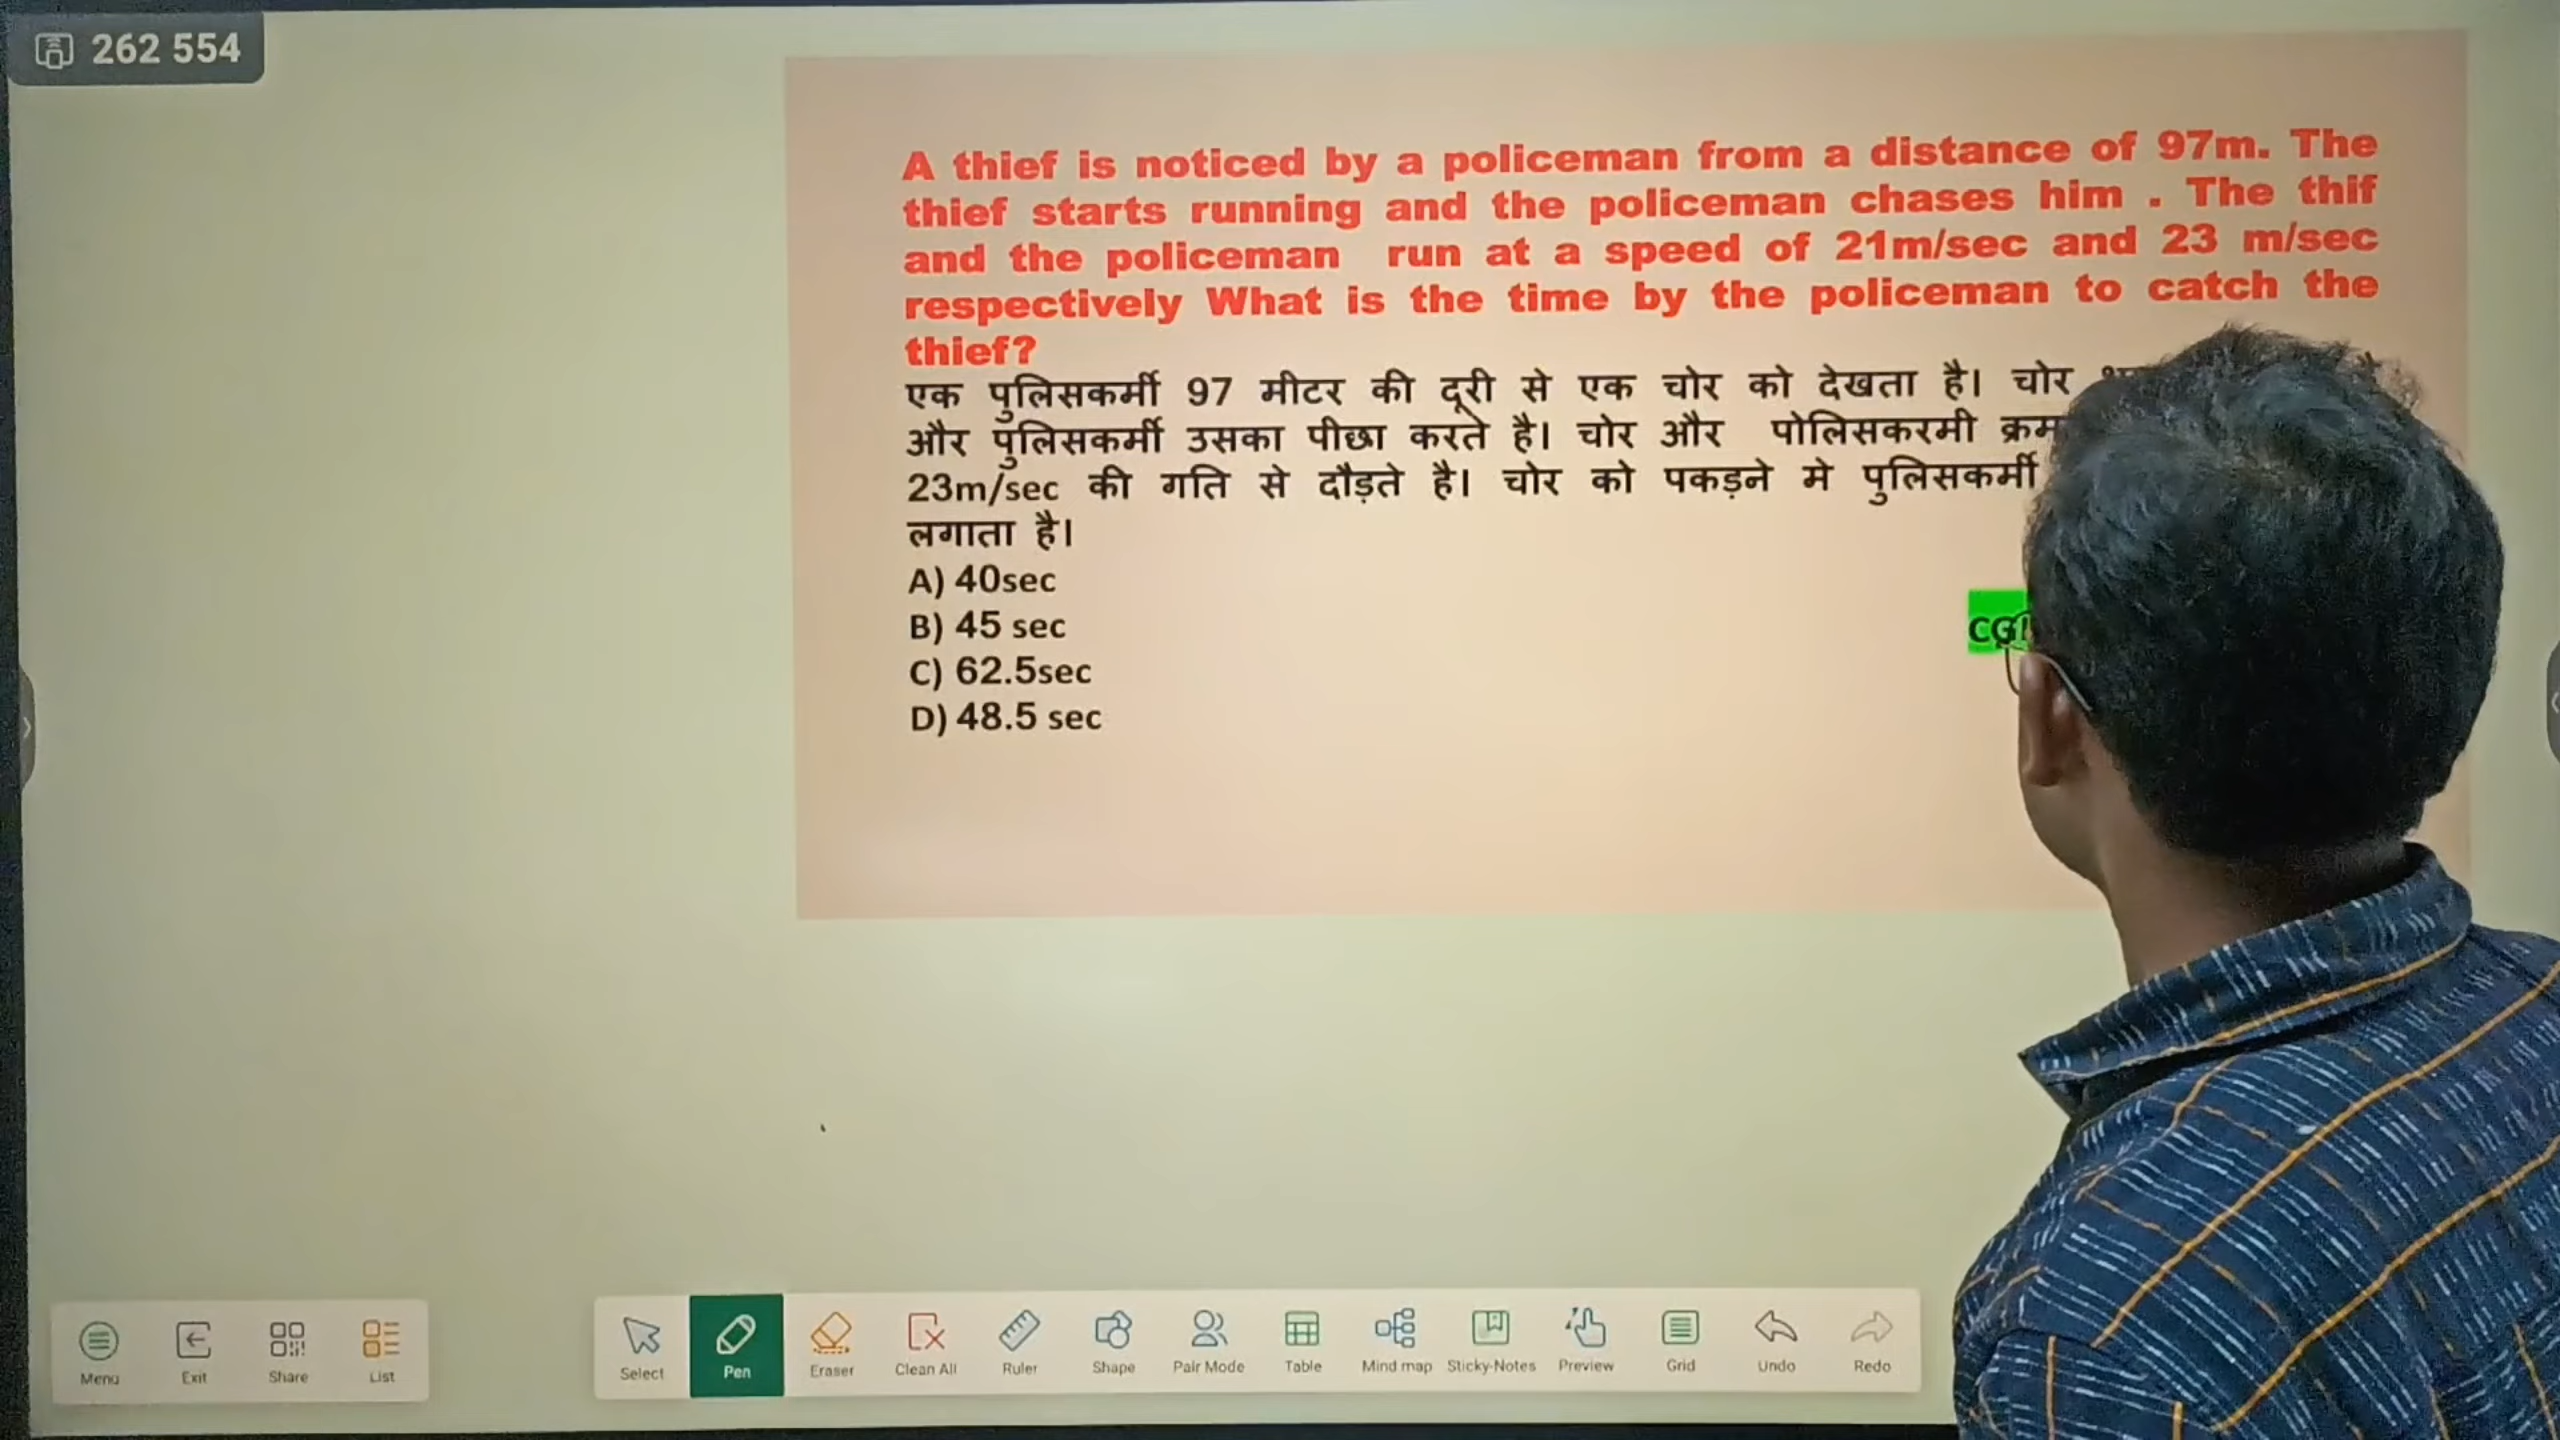 262 554
A thief is noticed by a policeman from a distance of 97m. The
thief starts running and the policeman chases him . The thif
and the policeman run at a speed of 21m/sec and 23 m/sec
respectively What is the time by the policeman to catch the
thief?
एक पुलिसकर्मी 97 मीटर की दूरी से एक चोर को देखता है। चोर
और पुलिसकर्मी उसका पीछा करते है। चोर और पोलिसकरमी
23m/sec की गति से दौड़ते है। चोर को पकड़ने मे पुलिसकर्मी
लगाता है।
A) 40sec
B) 45 sec
C) 62.5sec
D) 48.5 sec
Menu Exit Share List Select Pen Eraser Clean All Ruler Shape Pair Mode Table Mind map Sticky-Notes Preview Grid Undo Redo